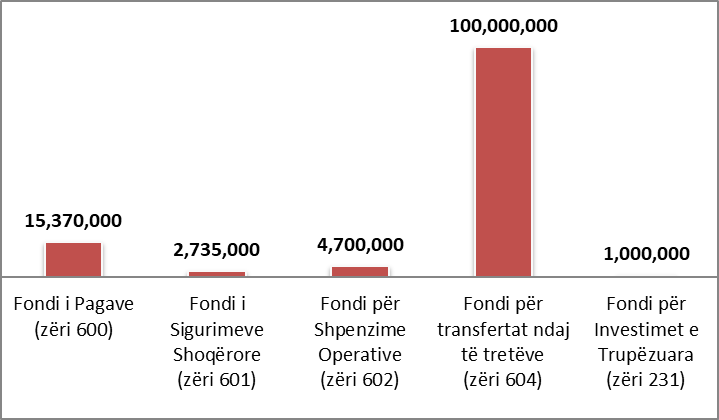 100,000,000
15,370,000
2,735,000
4,700,000
1,000,000
Fondi i Pagave
(zëri 600)
Fondi i
Sigurimeve
Shoqërore
(zëri 601)
Fondi për
Shpenzime
Operative
(zëri 602)
Fondi për
transfertat ndaj
të tretëve
(zëri 604)
Fondi për
Investimet e
Trupëzuara
(zëri 231)